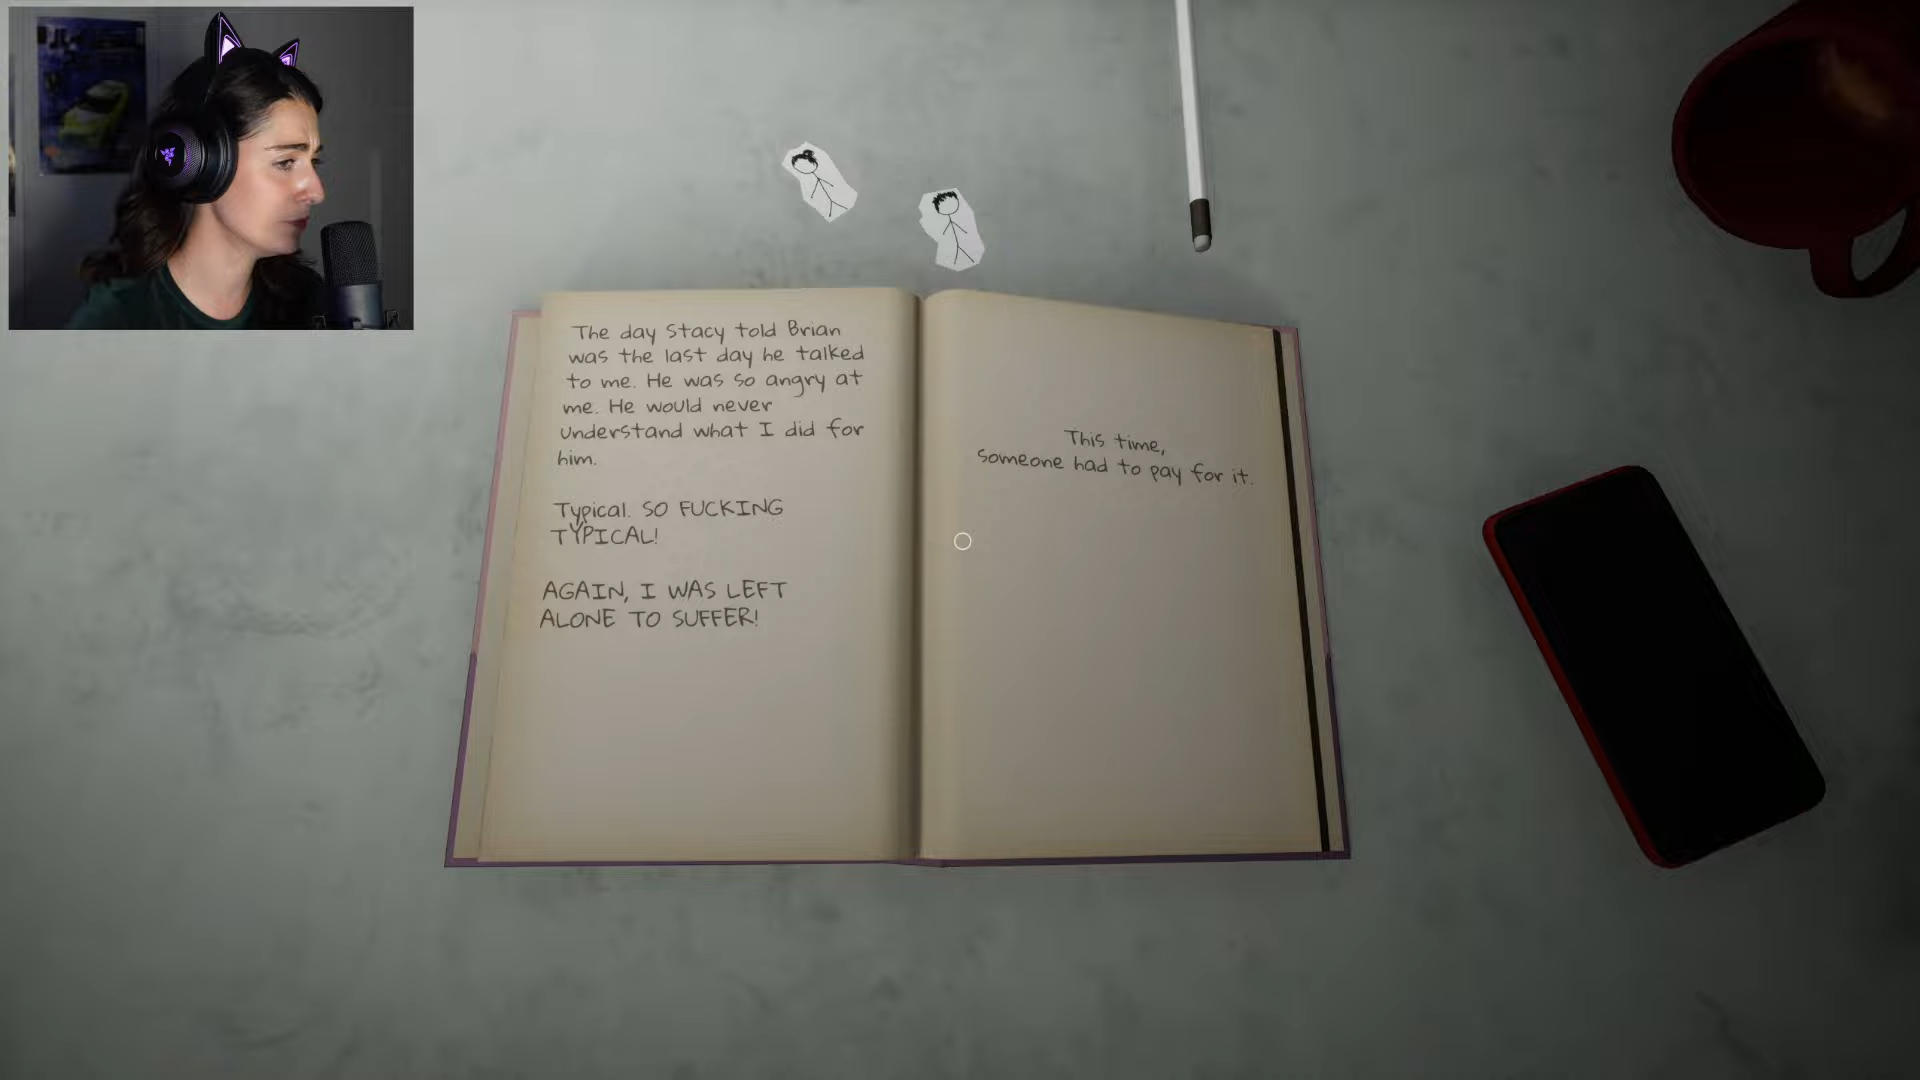 The day Stacy told Brian
was the last day he talked
to me. He was so angry at
me. He would never
understand what I did for
him.
Typical. SO FUCKING
TYPICAL!
AGAIN, I WAS LEFT
ALONE TO SUFFER!
This time,
someone had to pay for it.